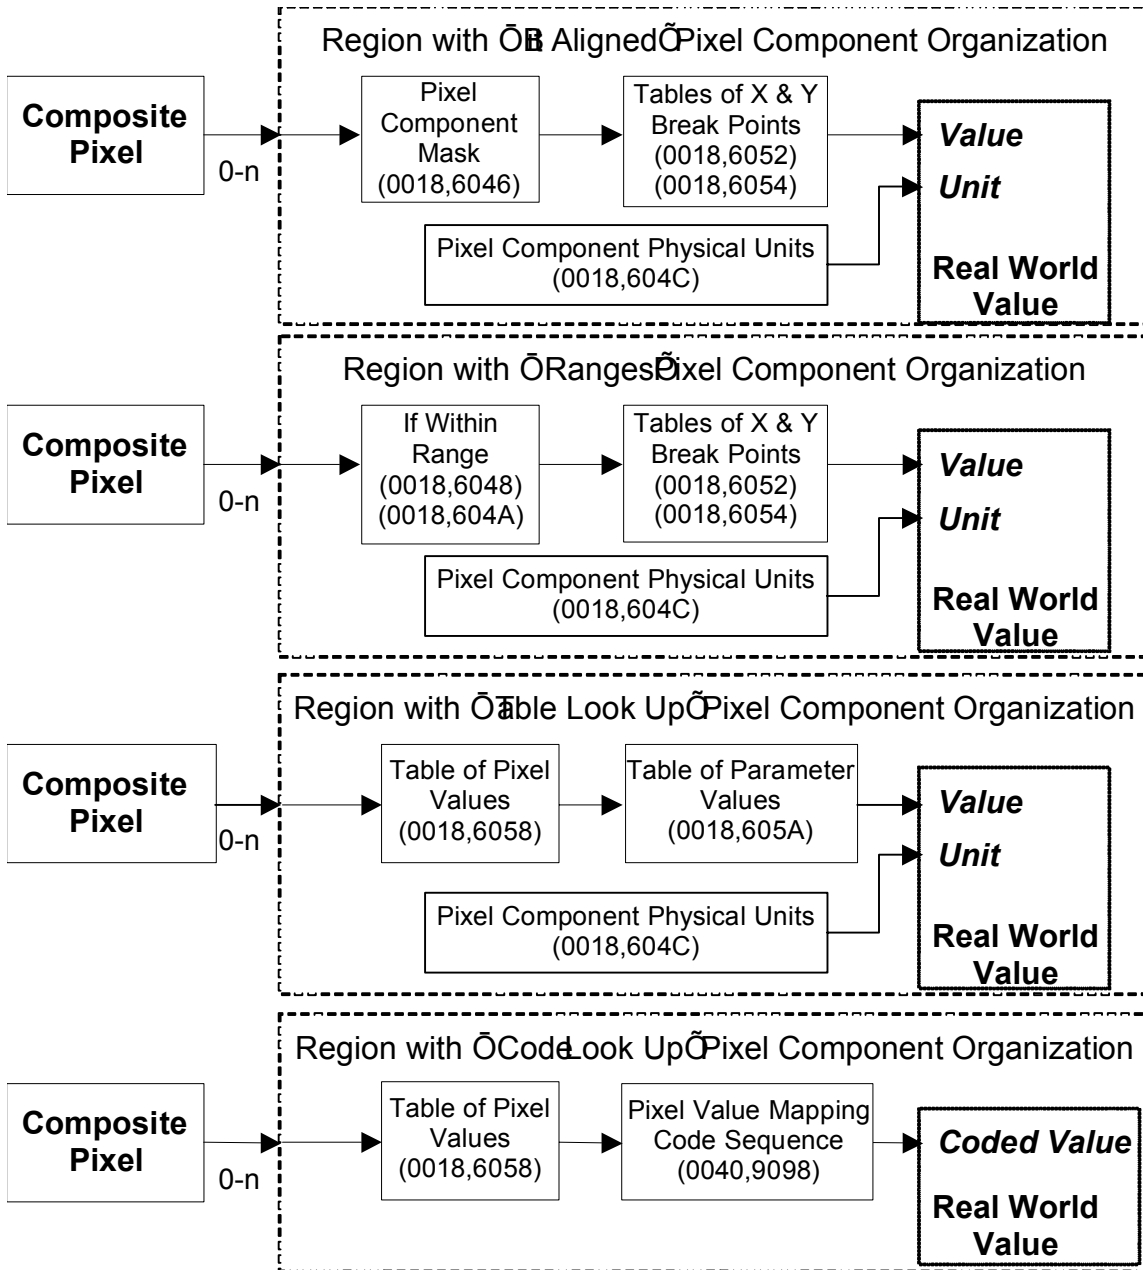 Region with ŌBit AlignedÕ Pixel Component Organization
Composite
Pixel
0-n
Pixel
Component
Mask
(0018,6046)
Tables of X & Y
Break Points
(0018,6052)
(0018,6054)
Pixel Component Physical Units
(0018,604C)
Value
Unit
Real World
Value
Region with ŌRangesÕ Pixel Component Organization
Composite
Pixel
0-n
If Within
Range
(0018,6048)
(0018,604A)
Tables of X & Y
Break Points
(0018,6052)
(0018,6054)
Pixel Component Physical Units
(0018,604C)
Value
Unit
Real World
Value
Region with ŌTable Look UpÕ Pixel Component Organization
Composite
Pixel
0-n
Table of Pixel
Values
(0018,6058)
Table of Parameter
Values
(0018,605A)
Pixel Component Physical Units
(0018,604C)
Value
Unit
Real World
Value
Region with ŌCode Look UpÕ Pixel Component Organization
Composite
Pixel
0-n
Table of Pixel
Values
(0018,6058)
Pixel Value Mapping
Code Sequence
(0040,9098)
Coded Value
Real World
Value